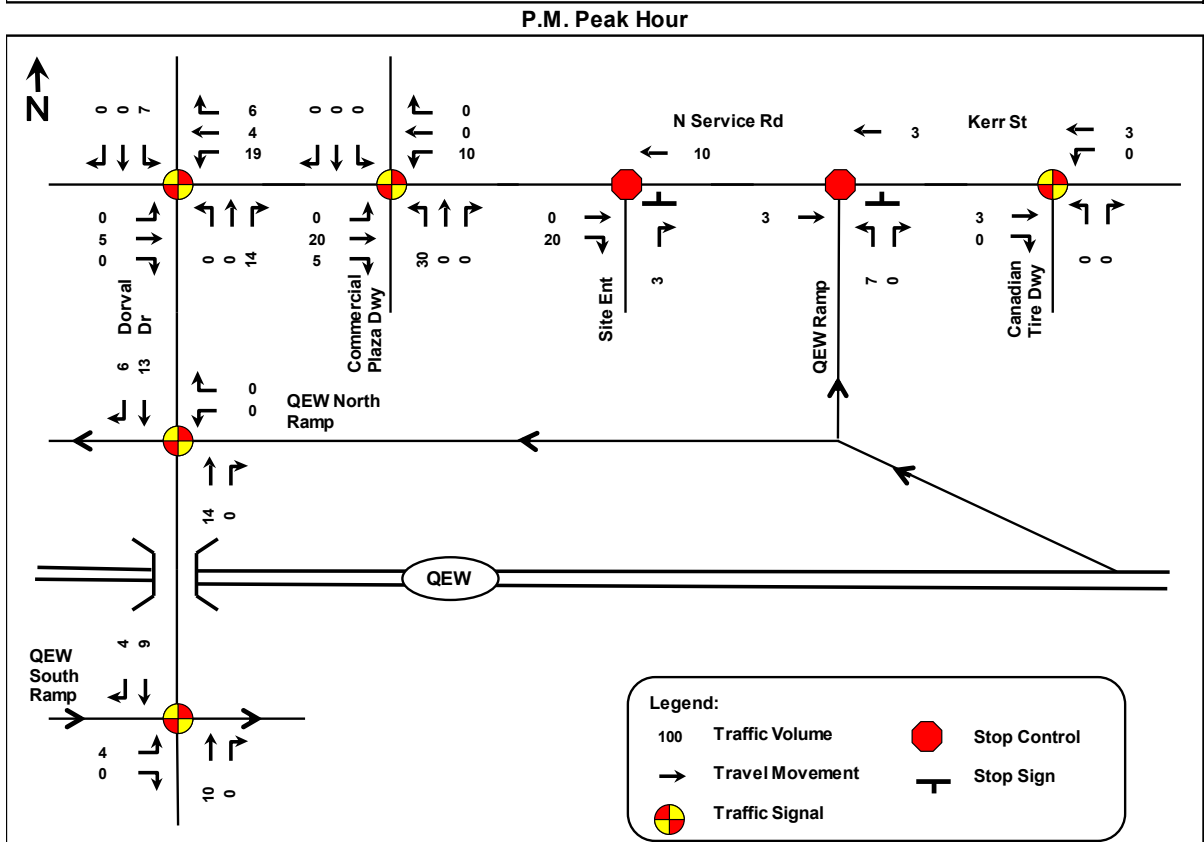 P.M. Peak Hour
N
0 0 7
6
4
19
0
5
0
0 0 14
Dorval
Dr
0 0 0
0
0
10
0
20
5
30 0 0
Commercial
Plaza Dwy
N Service Rd
10
0
20
3
Site Ent
3
3
7 0
QEW Ramp
Kerr St
3
0
3
0
0 0
Canadian
Tire Dwy
6 13
0
0
QEW North
Ramp
14 0
QEW
4 9
QEW
South
Ramp
4
0
10 0
Legend:
100 Traffic Volume
Stop Control
Travel Movement
Stop Sign
Traffic Signal